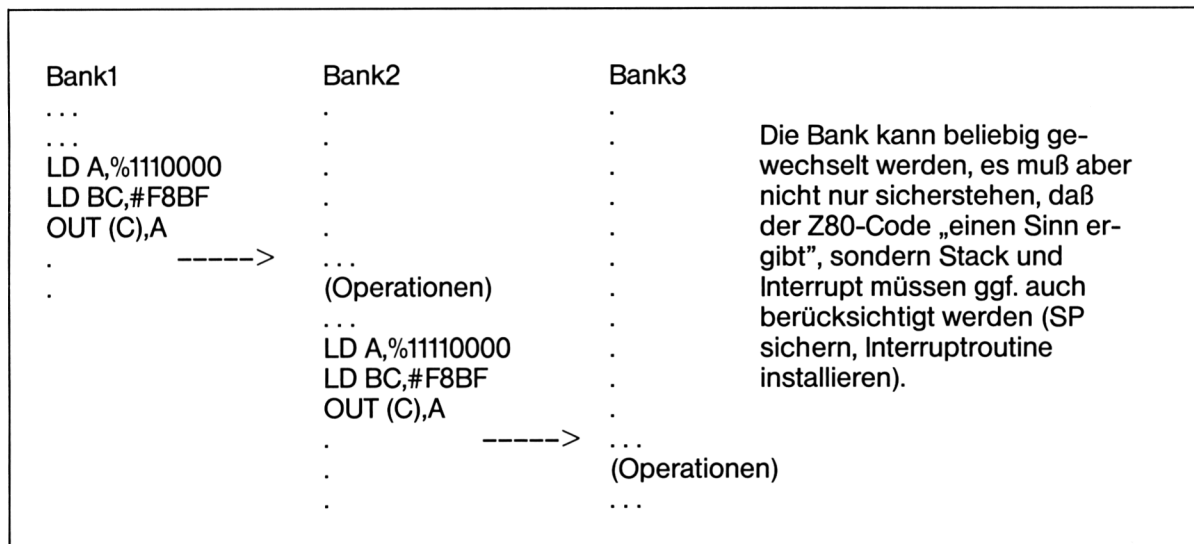 Bank1 Bank2 Bank3
. . . . .
. . . . . Die Bank kann beliebig ge-
LD A,%1110000 . . wechselt werden, es muß aber
LD BC,#F8BF . . nicht nur sicherstehen, daß
OUT (C),A . . der Z80-Code „einen Sinn er-
. -----> . . . . gibt”, sondern Stack und
. (Operationen) . Interrupt müssen ggf. auch
. . . . berücksichtigt werden (SP
LD A,%11110000 . sichern, Interruptroutine
LD BC,#F8BF . installieren).
OUT (C),A .
. -----> . . .
. (Operationen)
. . . .